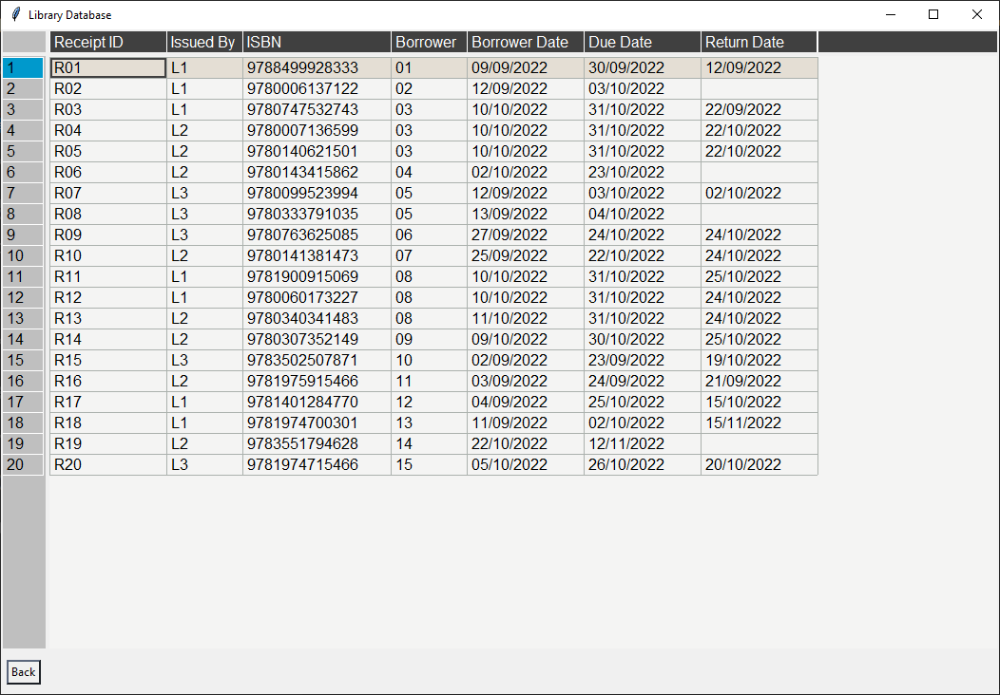 Library Database
Receipt ID Issued By ISBN Borrower Borrower Date Due Date Return Date
1 R01 L1 9788499928333 01 09/09/2022 30/09/2022 12/09/2022
2 R02 L1 9780006137122 02 12/09/2022 03/10/2022
3 R03 L1 9780747532743 03 10/10/2022 31/10/2022 22/09/2022
4 R04 L2 9780007136599 03 10/10/2022 31/10/2022 22/10/2022
5 R05 L2 9780140621501 03 10/10/2022 31/10/2022 22/10/2022
6 R06 L2 9780143415862 04 02/10/2022 23/10/2022
7 R07 L3 9780099523994 05 12/09/2022 03/10/2022 02/10/2022
8 R08 L3 9780333791035 05 13/09/2022 04/10/2022
9 R09 L3 9780763625085 06 27/09/2022 24/10/2022 24/10/2022
10 R10 L2 9780141381473 07 25/09/2022 22/10/2022 24/10/2022
11 R11 L1 9781900915069 08 10/10/2022 31/10/2022 25/10/2022
12 R12 L1 9780060173227 08 10/10/2022 31/10/2022 24/10/2022
13 R13 L2 9780340341483 08 11/10/2022 31/10/2022 24/10/2022
14 R14 L2 9780307352149 09 09/10/2022 30/10/2022 25/10/2022
15 R15 L3 9783502507871 10 02/09/2022 23/09/2022 19/10/2022
16 R16 L2 9781975915466 11 03/09/2022 24/09/2022 21/09/2022
17 R17 L1 9781401284770 12 04/09/2022 25/10/2022 15/10/2022
18 R18 L1 9781974700301 13 11/09/2022 02/10/2022 15/11/2022
19 R19 L2 9783551794628 14 22/10/2022 12/11/2022
20 R20 L3 9781974715466 15 05/10/2022 26/10/2022 20/10/2022
Back